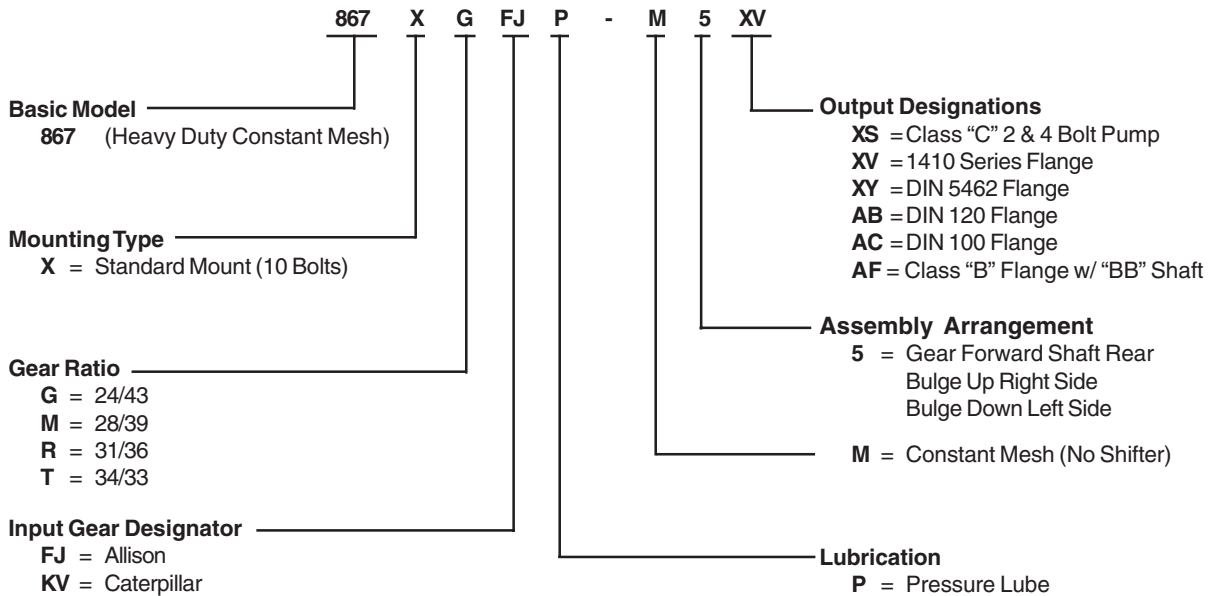 867 X G FJ P - M 5 XV
Basic Model
867 (Heavy Duty Constant Mesh)
Mounting Type
X = Standard Mount (10 Bolts)
Gear Ratio
G = 24/43
M = 28/39
R = 31/36
T = 34/33
Input Gear Designator
FJ = Allison
KV = Caterpillar
Output Designations
XS = Class “C” 2 & 4 Bolt Pump
XV = 1410 Series Flange
XY = DIN 5462 Flange
AB = DIN 120 Flange
AC = DIN 100 Flange
AF = Class “B” Flange w/ “BB” Shaft
Assembly Arrangement
5 = Gear Forward Shaft Rear
Bulge Up Right Side
Bulge Down Left Side
M = Constant Mesh (No Shifter)
Lubrication
P = Pressure Lube